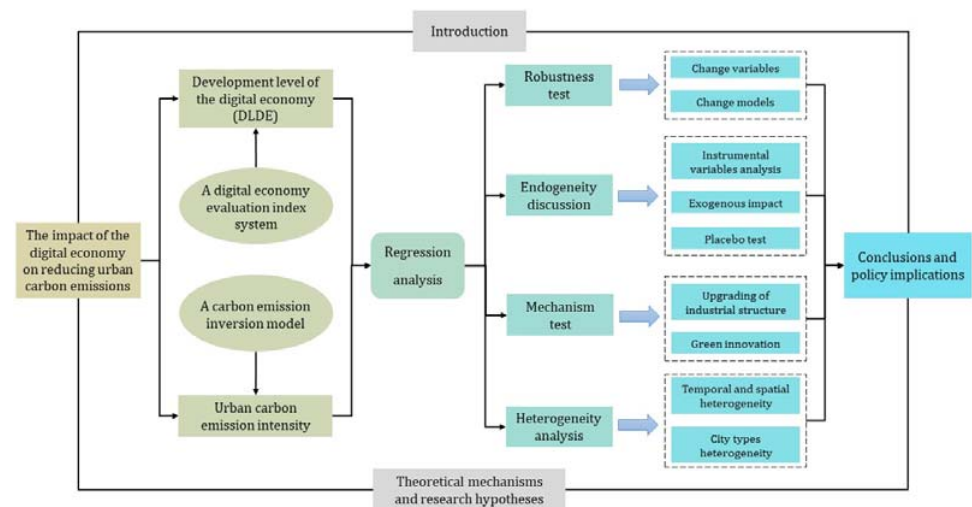 Introduction
The impact of the
digital economy
on reducing urban
carbon emissions
Development level of
the digital economy
(DLDE)
A digital economy
evaluation index
system
A carbon emission
inversion model
Urban carbon
emission intensity
Regression
analysis
Robustness
test
Change variables
Change models
Endogeneity
discussion
Instrumental
variables analysis
Exogenous impact
Placebo test
Mechanism
test
Upgrading of
industrial structure
Green innovation
Heterogeneity
analysis
Temporal and spatial
heterogeneity
City types
heterogeneity
Conclusions and
policy implications
Theoretical mechanisms
and research hypotheses